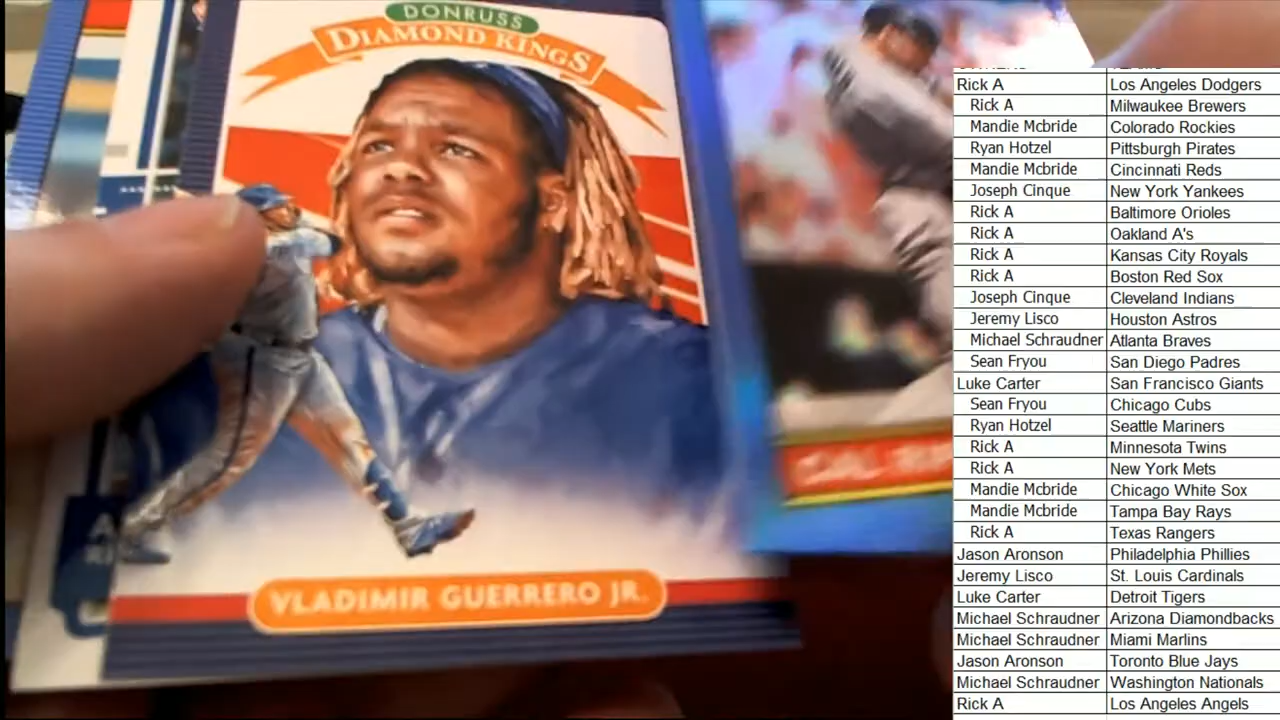 DONRUSS
DIAMOND KINGS
VLADIMIR GUERRERO JR.
CAL
Rick A Los Angeles Dodgers
Rick A Milwaukee Brewers
Mandie Mcbride Colorado Rockies
Ryan Hotzel Pittsburgh Pirates
Mandie Mcbride Cincinnati Reds
Joseph Cinque New York Yankees
Rick A Baltimore Orioles
Rick A Oakland A's
Rick A Kansas City Royals
Rick A Boston Red Sox
Joseph Cinque Cleveland Indians
Jeremy Lisco Houston Astros
Michael Schraudner Atlanta Braves
Sean Fryou San Diego Padres
Luke Carter San Francisco Giants
Sean Fryou Chicago Cubs
Ryan Hotzel Seattle Mariners
Rick A Minnesota Twins
Rick A New York Mets
Mandie Mcbride Chicago White Sox
Mandie Mcbride Tampa Bay Rays
Rick A Texas Rangers
Jason Aronson Philadelphia Phillies
Jeremy Lisco St. Louis Cardinals
Luke Carter Detroit Tigers
Michael Schraudner Arizona Diamondbacks
Michael Schraudner Miami Marlins
Jason Aronson Toronto Blue Jays
Michael Schraudner Washington Nationals
Rick A Los Angeles Angels